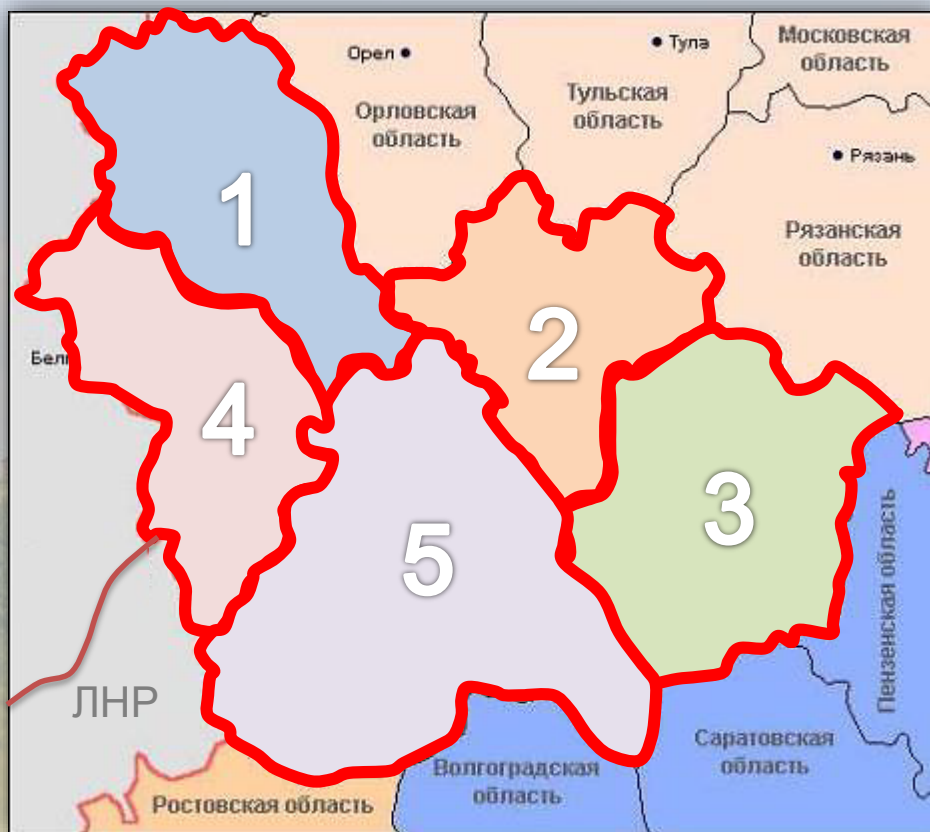 Орел
Тула
Московская
область
Орловская
область
Тульская
область
Рязань
Рязанская
область
1
2
Белг
4
3
5
Пензенская область
ЛНР
Саратовская
область
Волгоградская
область
Ростовская область